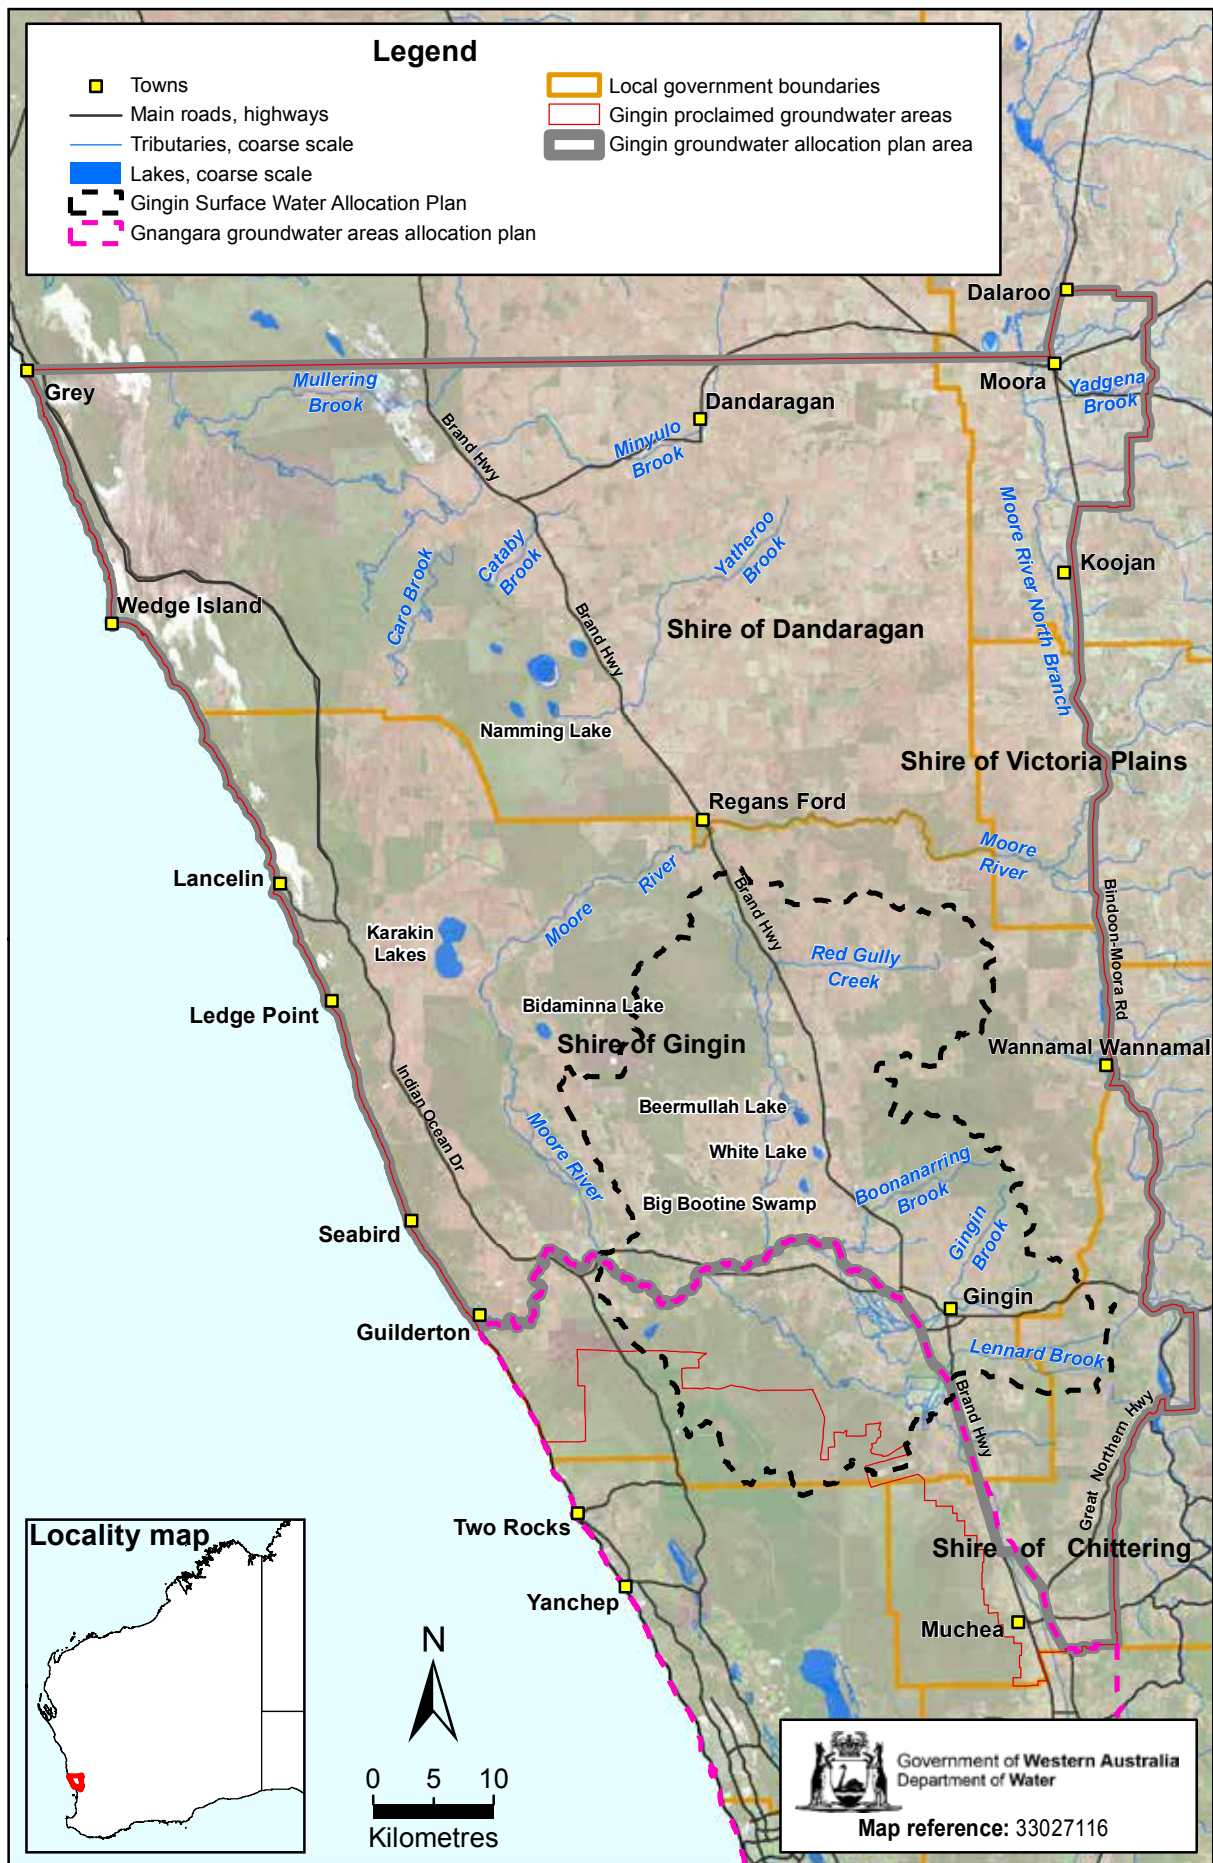 Legend
Towns
Main roads, highways
Tributaries, coarse scale
Lakes, coarse scale
Gingin Surface Water Allocation Plan
Gnangara groundwater areas allocation plan
Local government boundaries
Gingin proclaimed groundwater areas
Gingin groundwater allocation plan area
Dalaroo
Grey
Mullering
Brook
Moora
Yadgena
Brook
Dandaragan
Brand Hwy
Minyulo
Brook
Moore River North Branch
Cataby
Brook
Yatheroo
Brook
Koojan
Caro Brook
Wedge Island
Brand Hwy
Shire of Dandaragan
Namming Lake
Shire of Victoria Plains
Regans Ford
Moore
River
Moore
River
Lancelin
Brand Hwy
Bindoon-Moora Rd
Karakin
Lakes
Red Gully
Creek
Bidaminna Lake
Ledge Point
Shire of Gingin
Wannamal Wannamal
Indian Ocean Dr
Beermullah Lake
Moore River
White Lake
Boonanarring
Brook
Big Bootine Swamp
Gingin
Brook
Seabird
Gingin
Guilderton
Lennard Brook
Brand Hwy
Great Northern Hwy
Two Rocks
Shire of Chittering
Yanchep
Muchea
Locality map
N
0 5 10
Kilometres
Government of Western Australia
Department of Water
Map reference: 33027116